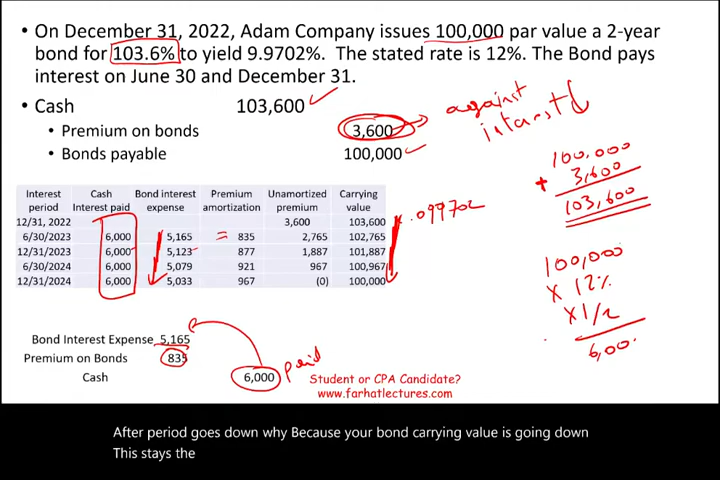 • On December 31, 2022, Adam Company issues 100,000 par value a 2-year
bond for 103.6% to yield 9.9702%. The stated rate is 12%. The Bond pays
interest on June 30 and December 31.
• Cash 103,600
• Premium on bonds 3,600
• Bonds payable 100,000
against
interest
100,000
+ 3,600
103,600
Interest period Cash Interest paid Bond interest expense Premium amortization Unamortized premium Carrying value
12/31, 2022 3,600 103,600
6/30/2023 6,000 5,165 = 835 2,765 102,765
12/31/2023 6,000 5,123 877 1,887 101,887
6/30/2024 6,000 5,079 921 967 100,967
12/31/2024 6,000 5,033 967 (0) 100,000
.099702
100,000
X 12%
X 1/2
6,00
Bond Interest Expense 5,165
Premium on Bonds 835
Cash 6,000 paid
Student or CPA Candidate?
www.farhatlectures.com
After period goes down why Because your bond carrying value is going down
This stays the